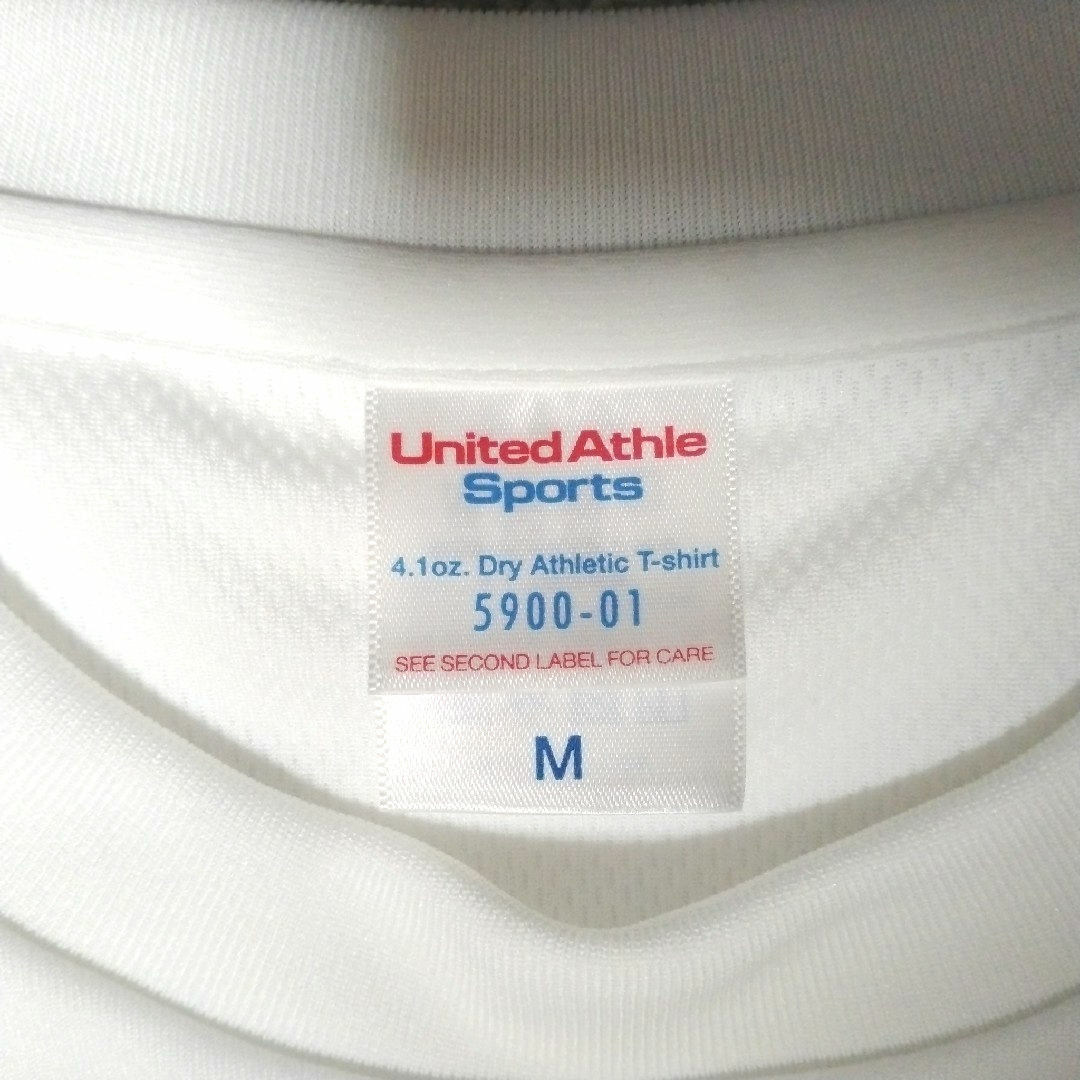 United Athle
Sports
4.1oz. Dry Athletic T-shirt
5900-01
SEE SECOND LABEL FOR CARE
M